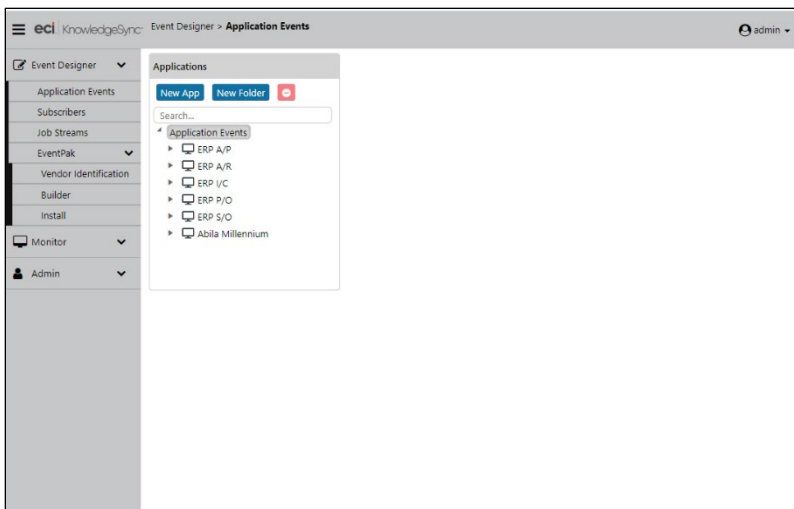 eci KnowledgeSync
Event Designer > Application Events
admin
Event Designer
Application Events
Subscribers
Job Streams
EventPak
Vendor Identification
Builder
Install
Monitor
Admin
Applications
New App New Folder
Search...
Application Events
ERP A/P
ERP A/R
ERP I/C
ERP P/O
ERP S/O
Abila Millennium